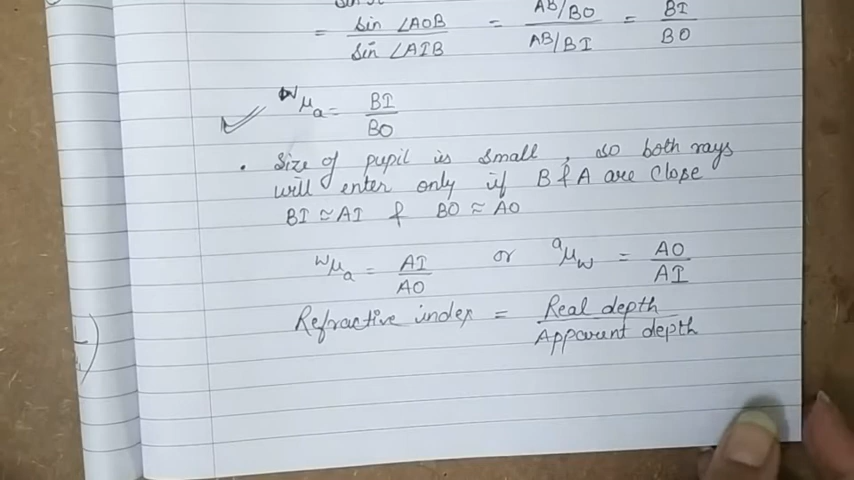 = sin ∠AOB / sin ∠AIB = AB/BO / AB/BI = BI / BO
ʷμₐ = BI / BO
• Size of pupil is small, so both rays
will enter only if B & A are close
BI ≈ AI & BO ≈ AO
ʷμₐ = AI / AO or ᵃμw = AO / AI
Refractive index = Real depth / Apparent depth